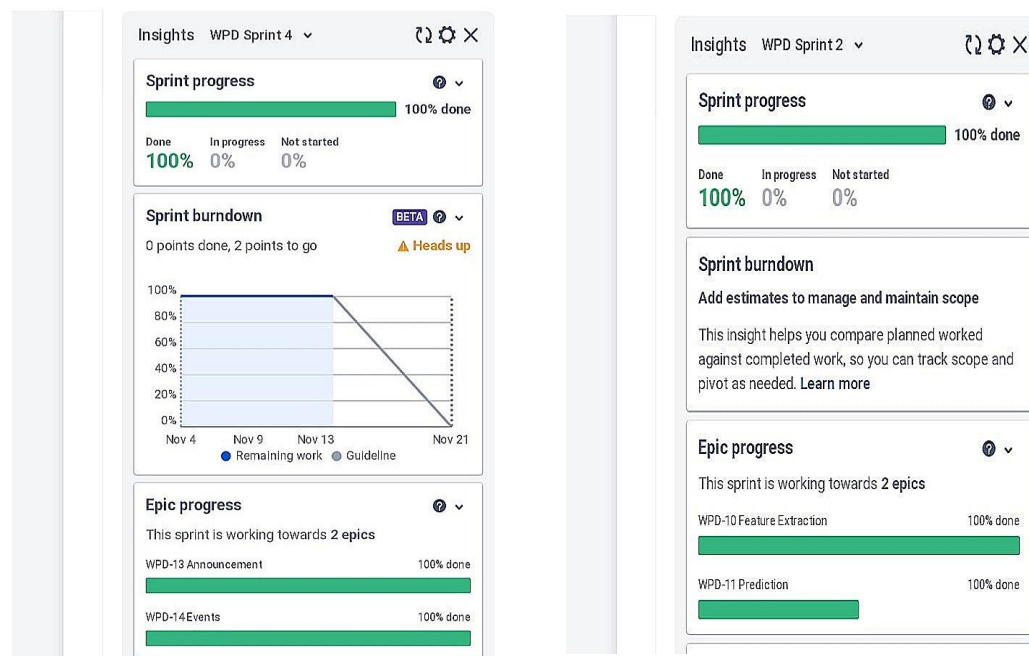 Insights WPD Sprint 4
Sprint progress
100% done
Done In progress Not started
100% 0% 0%
Sprint burndown BETA
0 points done, 2 points to go Heads up
100%
80%
60%
40%
20%
0%
Nov 4 Nov 9 Nov 13 Nov 21
Remaining work Guideline
Epic progress
This sprint is working towards 2 epics
WPD-13 Announcement 100% done
WPD-14 Events 100% done
Insights WPD Sprint 2
Sprint progress
100% done
Done In progress Not started
100% 0% 0%
Sprint burndown
Add estimates to manage and maintain scope
This insight helps you compare planned worked
against completed work, so you can track scope and
pivot as needed. Learn more
Epic progress
This sprint is working towards 2 epics
WPD-10 Feature Extraction 100% done
WPD-11 Prediction 100% done